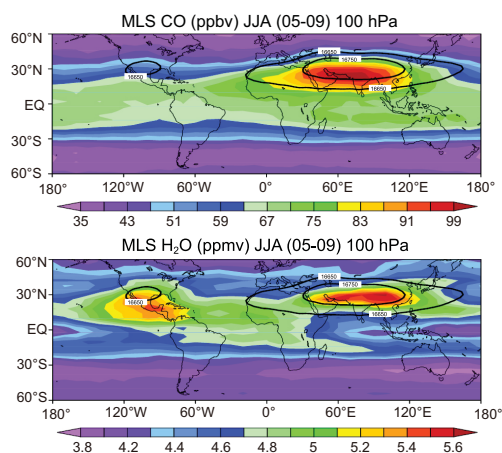 MLS CO (ppbv) JJA (05-09) 100 hPa
60°N
30°N
EQ
30°S
60°S
16650
16650
16750
16650
180° 120°W 60°W 0° 60°E 120°E 180°
35 43 51 59 67 75 83 91 99
MLS H₂O (ppmv) JJA (05-09) 100 hPa
60°N
30°N
EQ
30°S
60°S
16650
16650
16750
16650
180° 120°W 60°W 0° 60°E 120°E 180°
3.8 4.2 4.4 4.6 4.8 5 5.2 5.4 5.6